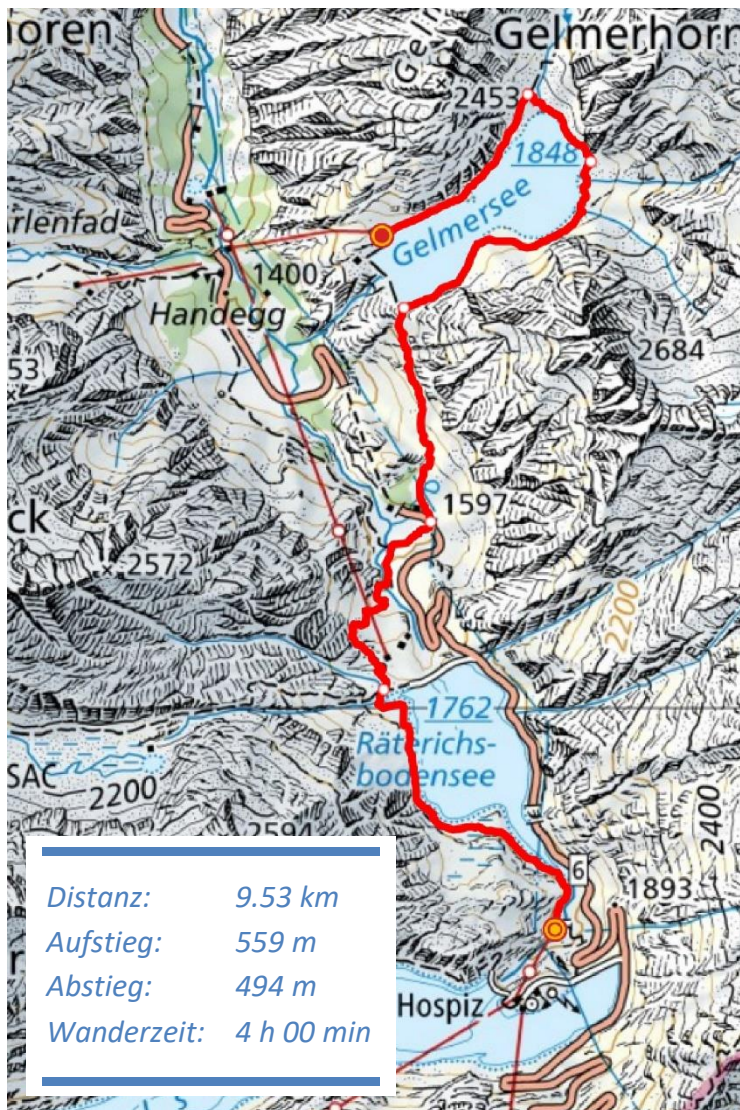 oren
Gel
Gelmerhorn
2453
1848
Gelmersee
rlenfad
1400
Handegg
2684
53
1597
ck
2572
2200
1762
Räterichs-
bodensee
SAC
2200
2594
2400
6
1893
Hospiz
Distanz: 9.53 km
Aufstieg: 559 m
Abstieg: 494 m
Wanderzeit: 4 h 00 min